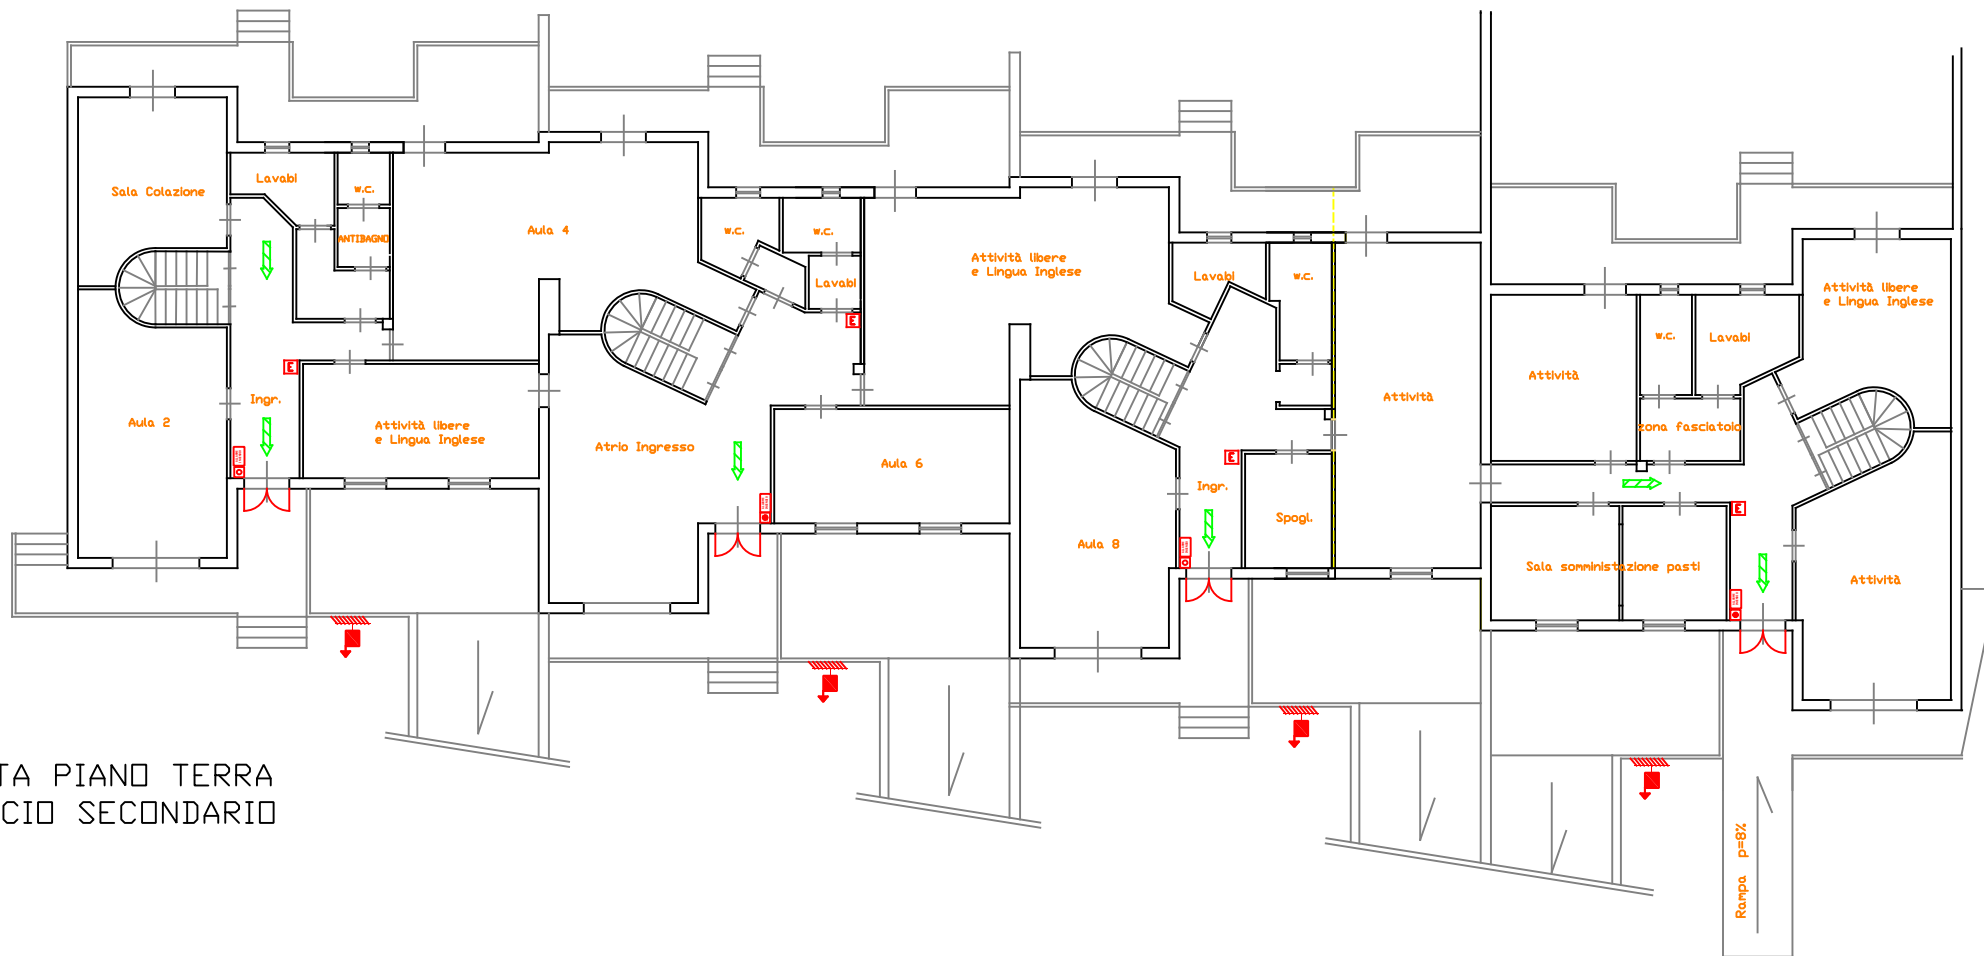 Sala Colazione
Lavabi
w.c.
ANTIBAGNO
Aula 4
w.c.
w.c.
Lavabi
Attività libere
e Lingua Inglese
Lavabi
w.c.
Attività libere
e Lingua Inglese
w.c.
Lavabi
Attività
Attività
zona fasciatoio
Aula 2
Ingr.
E
Attività libere
e Lingua Inglese
Atrio Ingresso
E
Aula 6
Aula 8
Ingr.
E
Spogl.
Sala somministazione pasti
E
Attività
TA PIANO TERRA
CIO SECONDARIO
Rampa p=8%